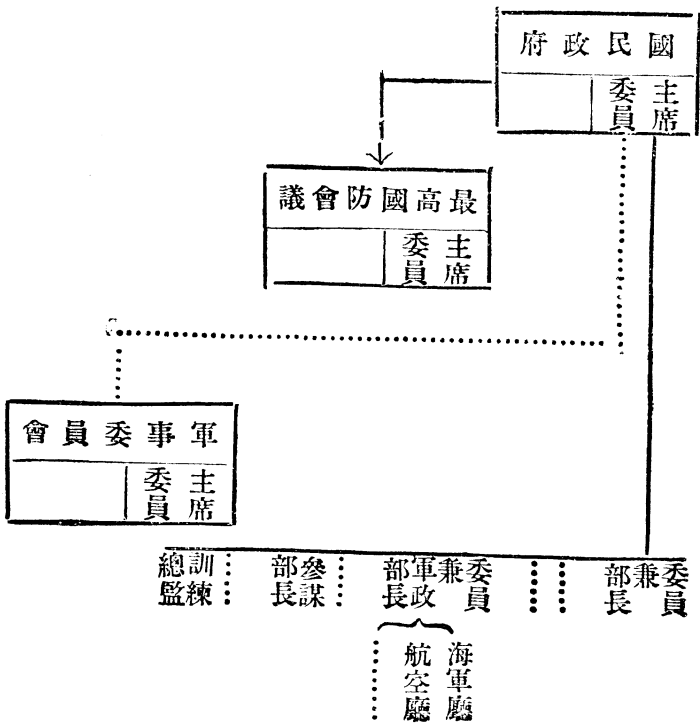 國民政府
主席
委員
最高國防會議
主席
委員
軍事委員會
主席
委員
委員
兼
部長
委員
兼
軍政
部長
參謀
部長
訓練
總監
海軍廳
航空廳